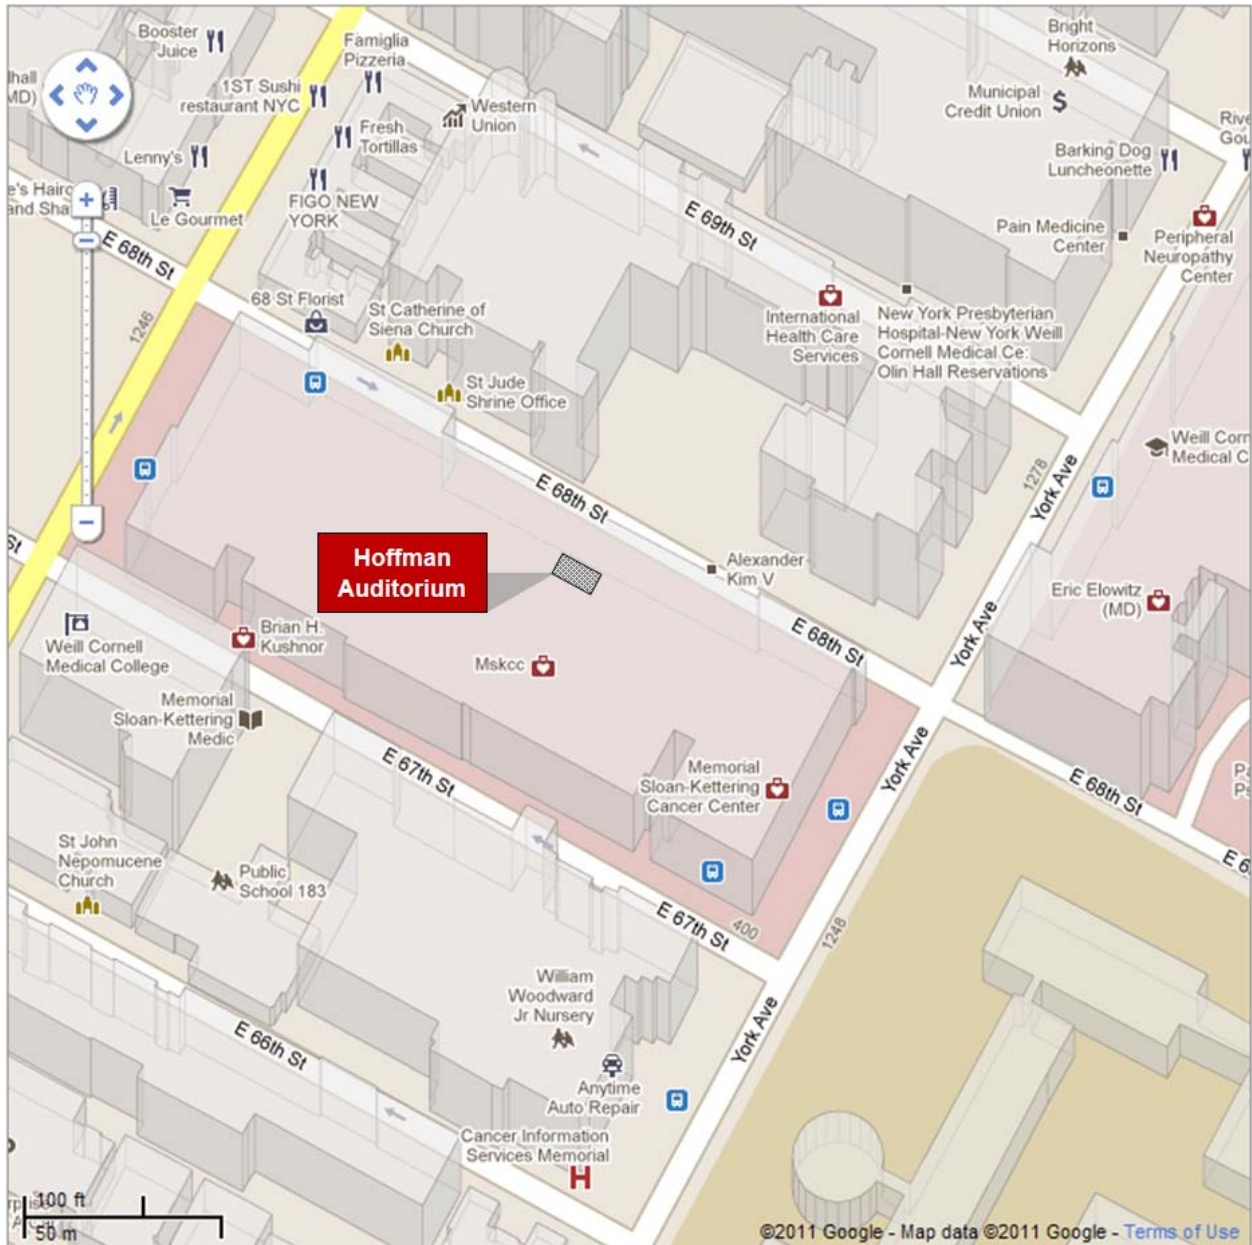 Booster
Juice
Famiglia
Pizzeria
Bright
Horizons
lhall
MD)
1ST Sushi
restaurant NYC
Western
Union
Municipal
Credit Union
Fresh
Tortillas
Lenny's
Barking Dog
Luncheonette
FIGO NEW
YORK
Le Gourmet
E 68th St
E 69th St
Pain Medicine
Center
Peripheral
Neuropathy
Center
68 St Florist
St Catherine of
Siena Church
International
Health Care
Services
New York Presbyterian
Hospital-New York Weill
Cornell Medical Ce:
Olin Hall Reservations
1246
St Jude
Shrine Office
Weill Corn
Medical C
1278
York Ave
E 68th St
St
Hoffman
Auditorium
Alexander
Kim V
Eric Elowitz
(MD)
Weill Cornell
Medical College
Brian H.
Kushnor
E 68th St
York Ave
Mskcc
Memorial
Sloan-Kettering
Medic
E 67th St
Memorial
Sloan-Kettering
Cancer Center
York Ave
E 68th St
St John
Nepomucene
Church
Public
School 183
E 67th St
400
1248
William
Woodward
Jr Nursery
E 66th St
York Ave
Anytime
Auto Repair
Cancer Information
Services Memorial
H
100 ft
50 m
©2011 Google - Map data ©2011 Google - Terms of Use